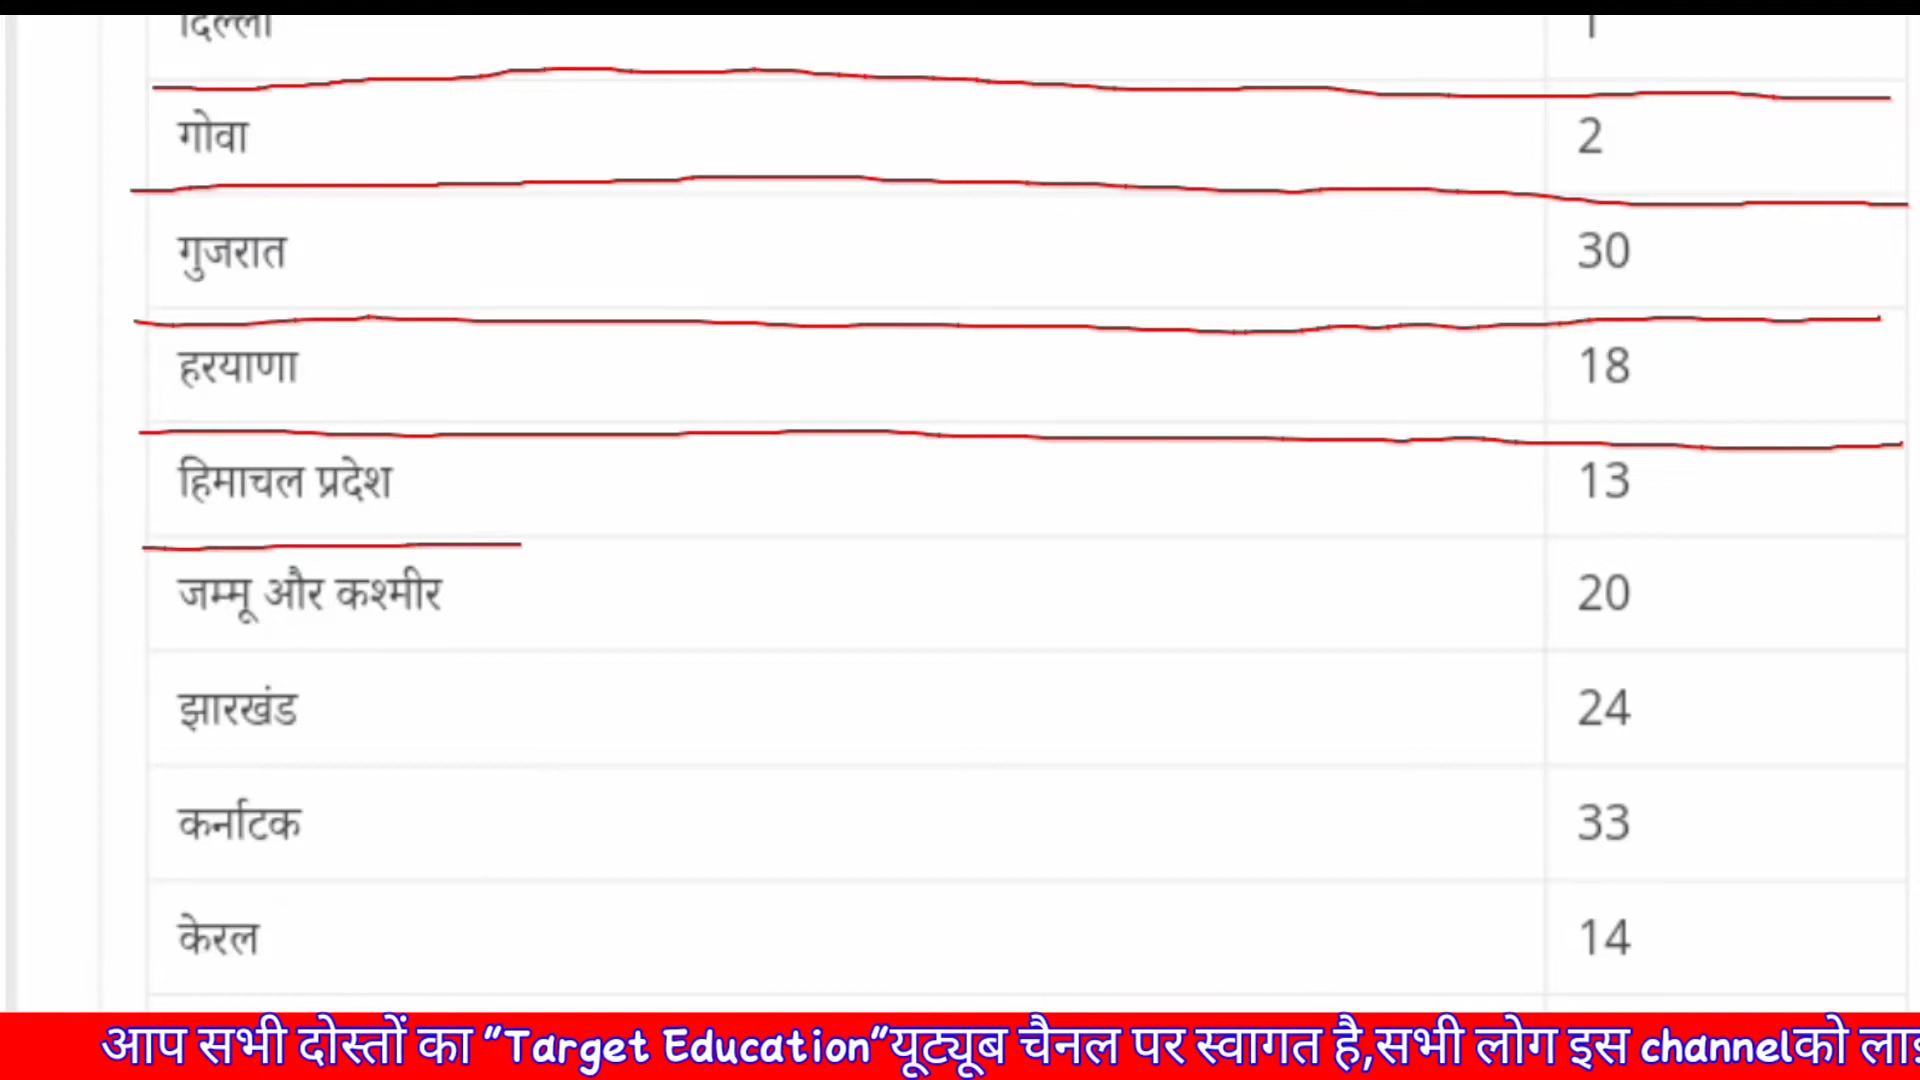 दिल्ली 1
गोवा 2
गुजरात 30
हरयाणा 18
हिमाचल प्रदेश 13
जम्मू और कश्मीर 20
झारखंड 24
कर्नाटक 33
केरल 14
आप सभी दोस्तों का "Target Education"यूट्यूब चैनल पर स्वागत है,सभी लोग इस channelको